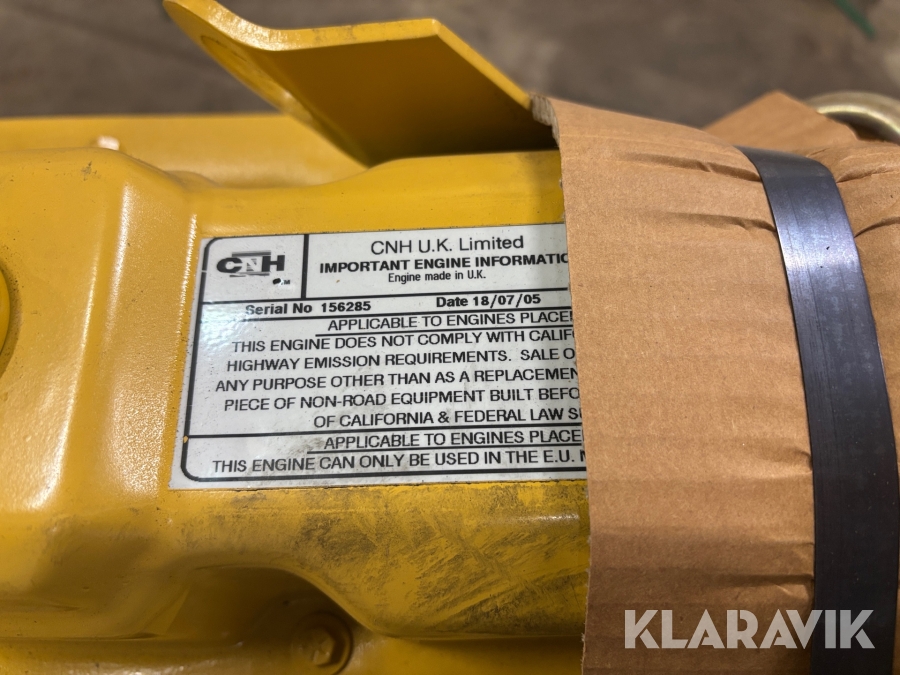 CNH
CNH U.K. Limited
IMPORTANT ENGINE INFORMATIO
Engine made in U.K.
Serial No 156285 Date 18/07/05
APPLICABLE TO ENGINES PLACE
THIS ENGINE DOES NOT COMPLY WITH CALIF
HIGHWAY EMISSION REQUIREMENTS. SALE O
ANY PURPOSE OTHER THAN AS A REPLACEMEN
PIECE OF NON-ROAD EQUIPMENT BUILT BEFO
OF CALIFORNIA & FEDERAL LAW S
APPLICABLE TO ENGINES PLACE
THIS ENGINE CAN ONLY BE USED IN THE E.U.
KLARAVIK